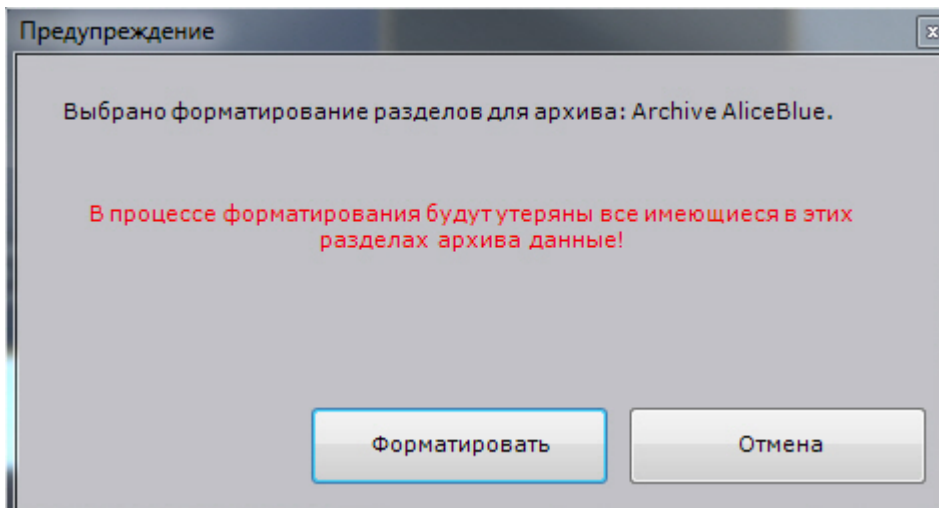 Предупреждение
Выбрано форматирование разделов для архива: Archive AliceBlue.
В процессе форматирования будут утеряны все имеющиеся в этих
разделах архива данные!
Форматировать
Отмена